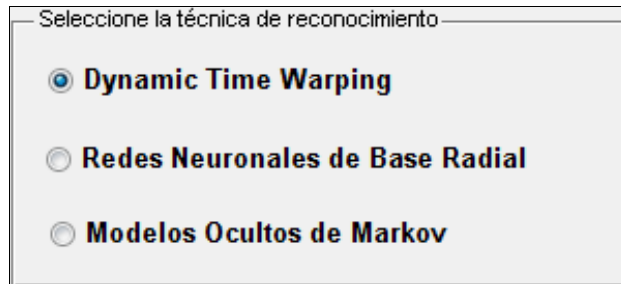 Seleccione la técnica de reconocimiento
Dynamic Time Warping
Redes Neuronales de Base Radial
Modelos Ocultos de Markov